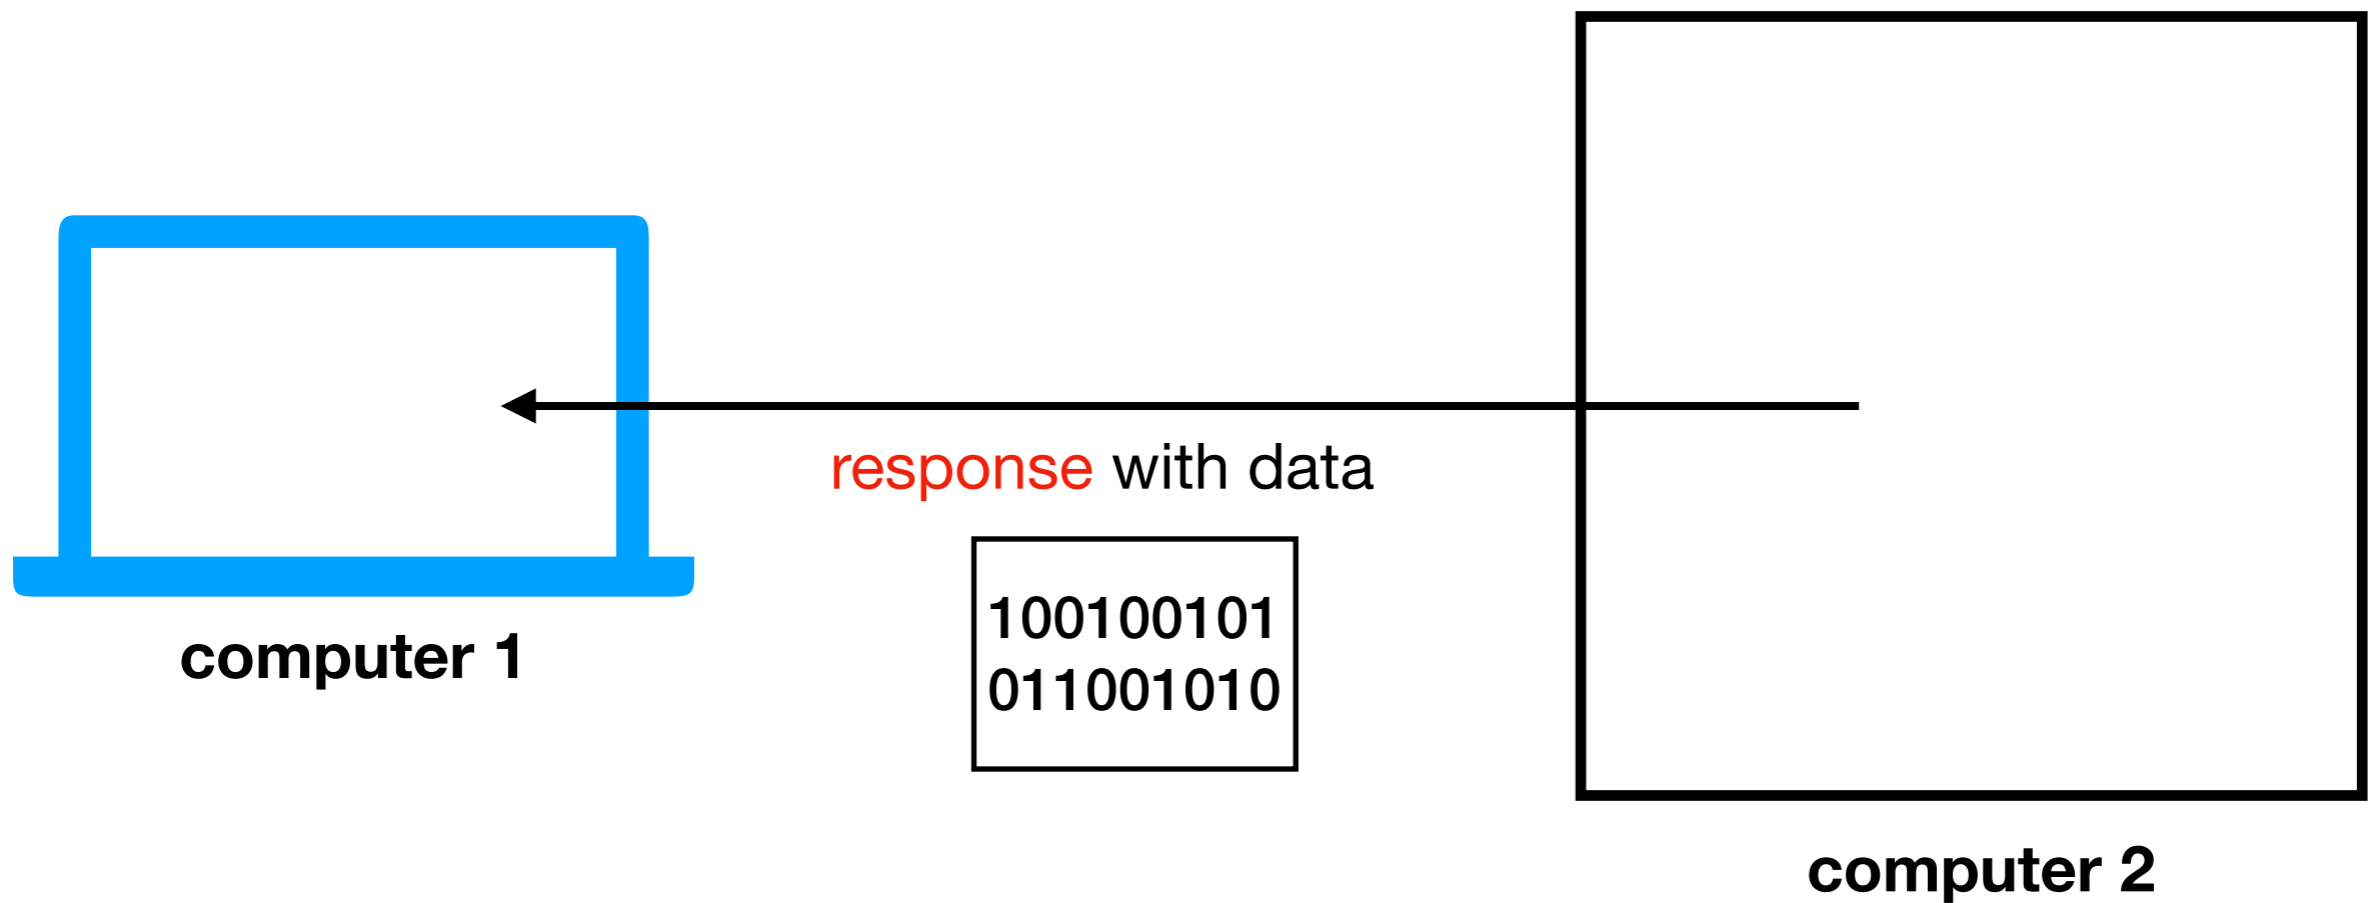 response with data
100100101
011001010
computer 1
computer 2